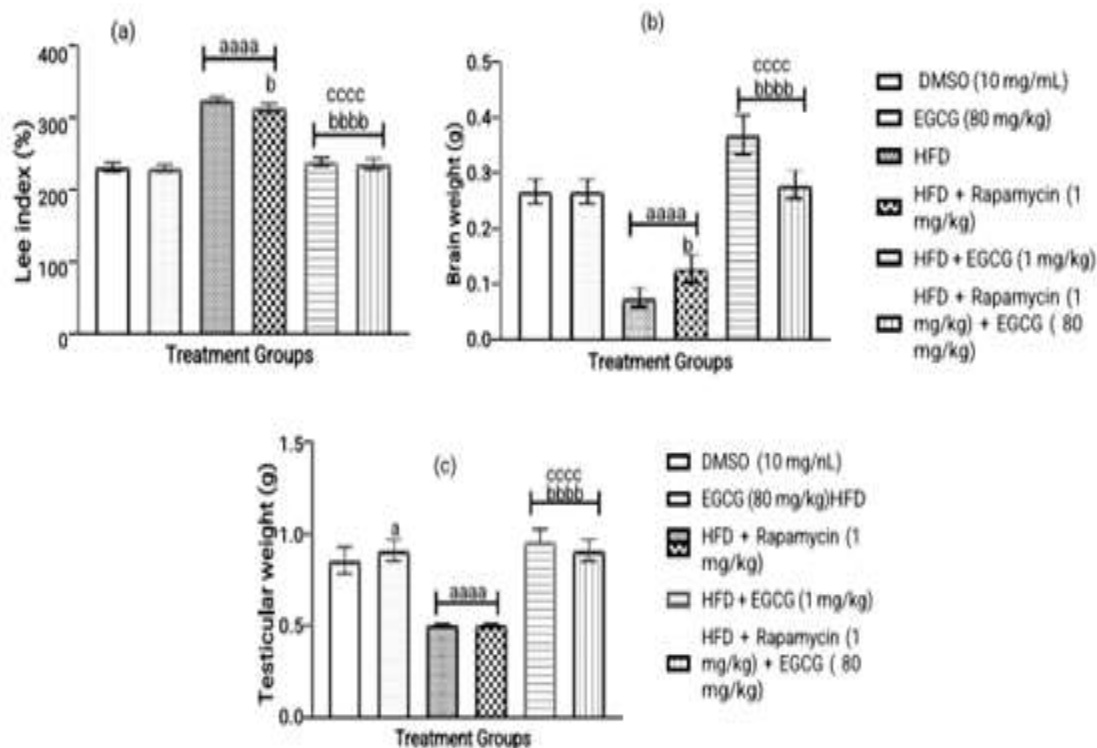 (a)
400
300
200
100
0
Lee index (%)
aaaa
b
cccc
bbbb
Treatment Groups
(b)
0.5
0.4
0.3
0.2
0.1
0.0
Brain weight (g)
aaaa
b
cccc
bbbb
Treatment Groups
DMSO (10 mg/mL)
EGCG (80 mg/kg)
HFD
HFD + Rapamycin (1
mg/kg)
HFD + EGCG (1 mg/kg)
HFD + Rapamycin (1
mg/kg) + EGCG ( 80
mg/kg)
(c)
1.5
1.0
0.5
0.0
Testicular weight (g)
a
aaaa
cccc
bbbb
Treatment Groups
DMSO (10 mg/nL)
EGCG (80 mg/kg)HFD
HFD + Rapamycin (1
mg/kg)
HFD + EGCG (1 mg/kg)
HFD + Rapamycin (1
mg/kg) + EGCG ( 80
mg/kg)